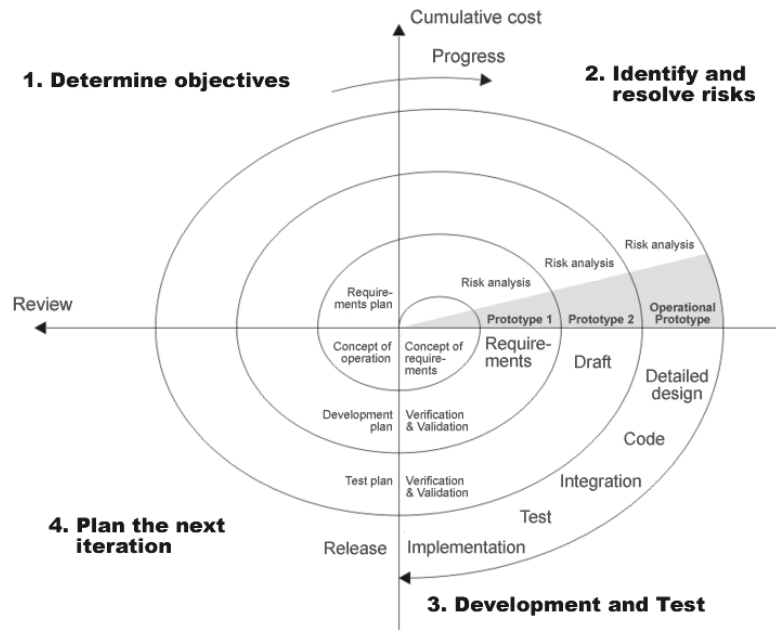 Cumulative cost
Progress
1. Determine objectives
2. Identify and
resolve risks
Risk analysis
Risk analysis
Risk analysis
Require-
ments plan
Review
Prototype 1
Prototype 2
Operational
Prototype
Concept of
operation
Concept of
require-
ments
Require-
ments
Draft
Detailed
design
Development
plan
Verification
& Validation
Code
Test plan
Verification
& Validation
Integration
Test
4. Plan the next
iteration
Release
Implementation
3. Development and Test